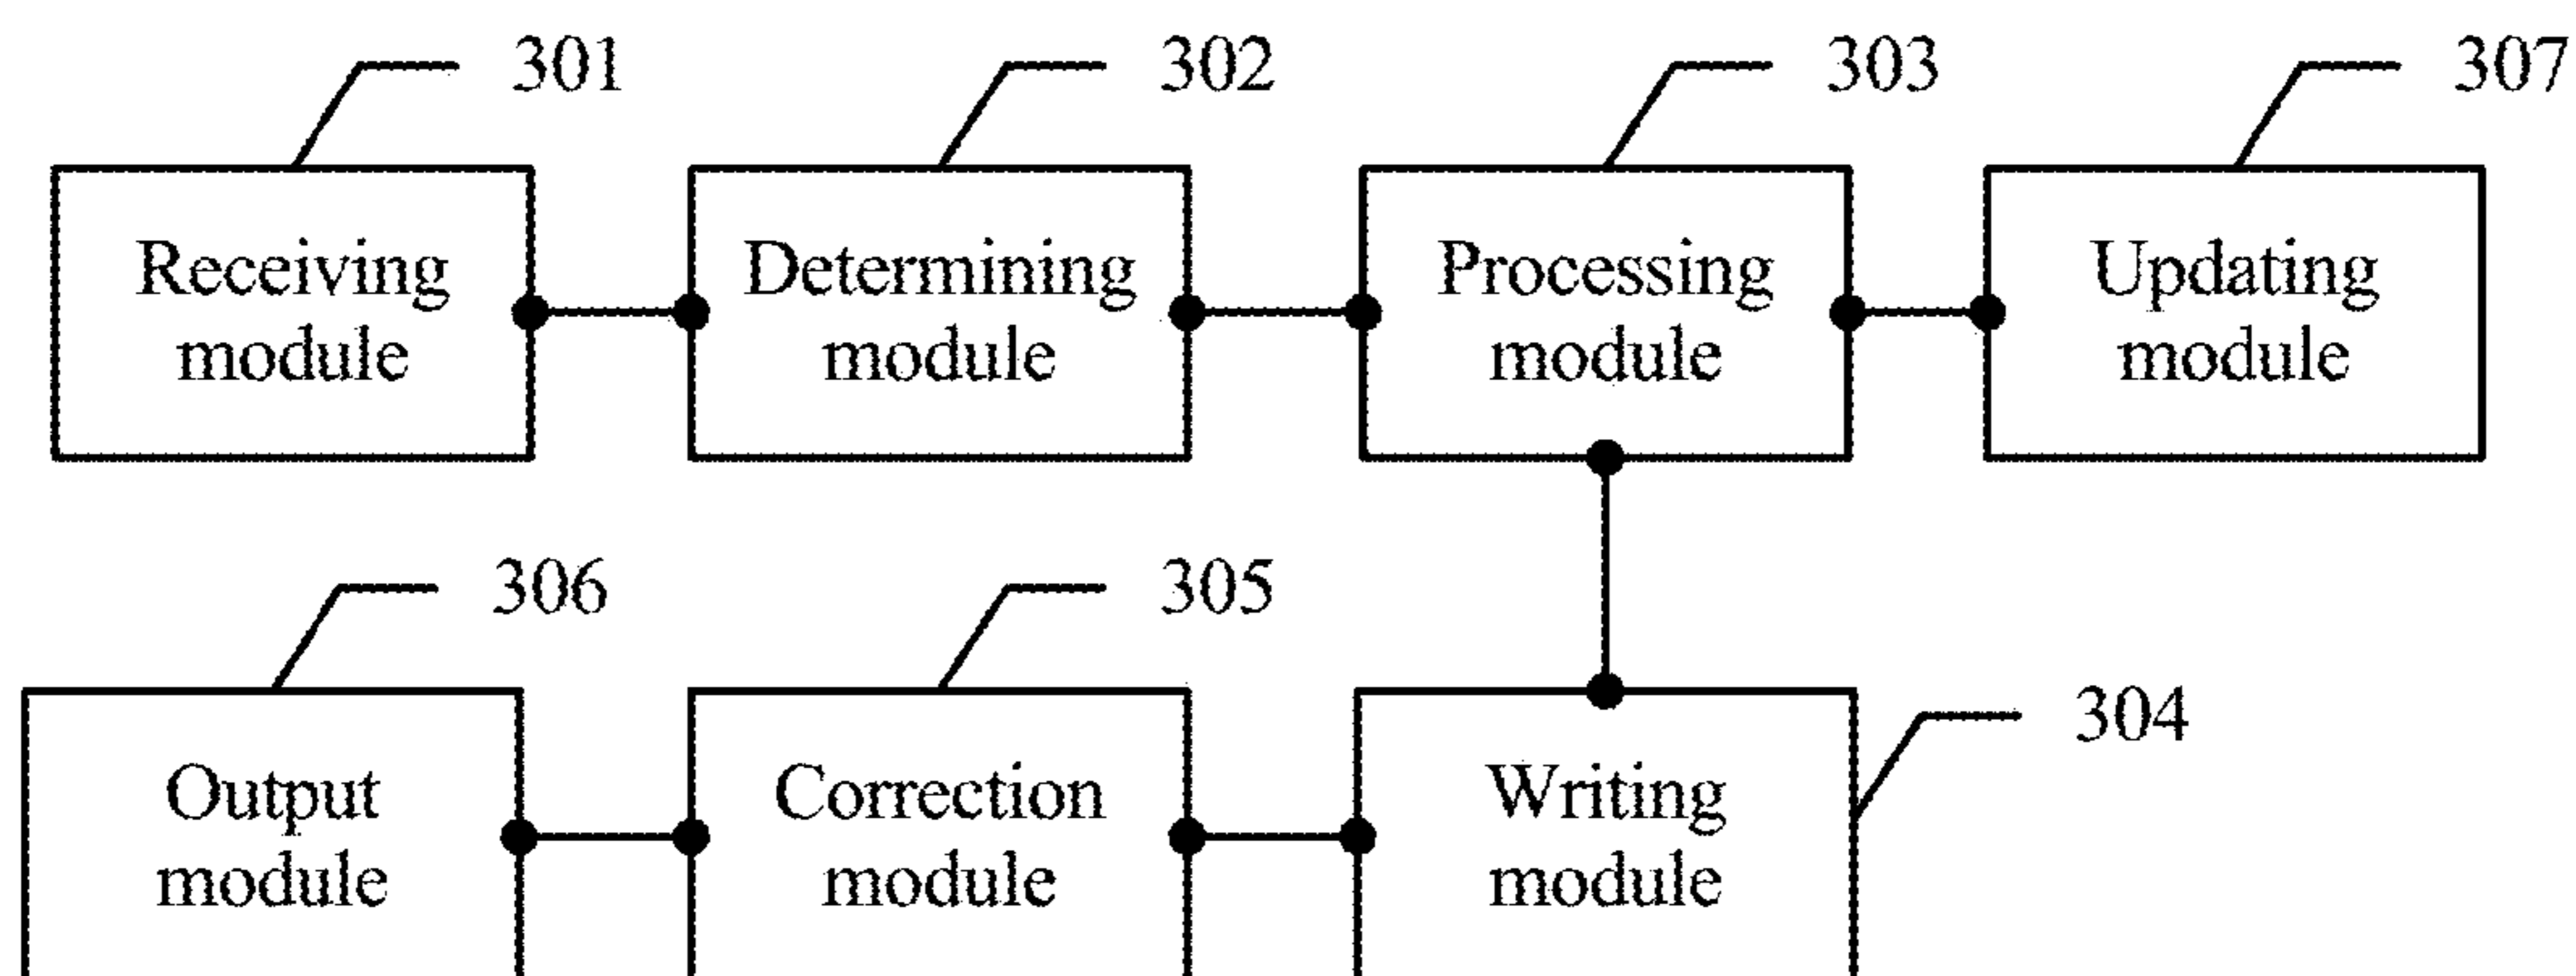 301
302
303
307
Receiving
module
Determining
module
Processing
module
Updating
module
306
305
304
Output
module
Correction
module
Writing
module